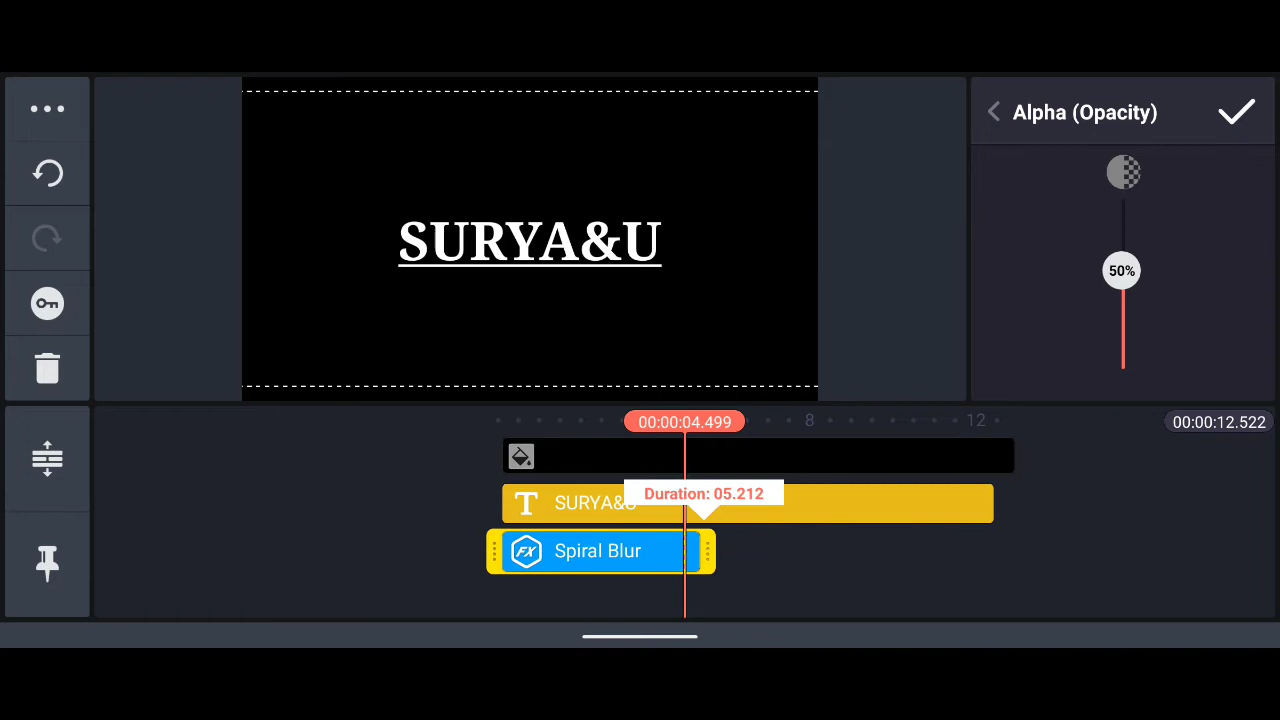 Alpha (Opacity)
SURYA&U
50%
00:00:04.499
8
12
00:00:12.522
Duration: 05.212
T
SURYA&U
FX
Spiral Blur